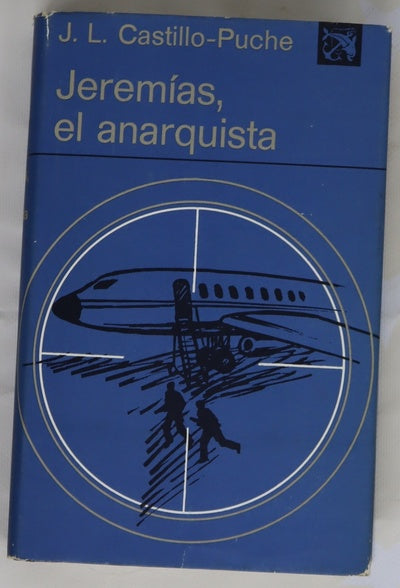 J. L. Castillo-Puche
Jeremías,
el anarquista